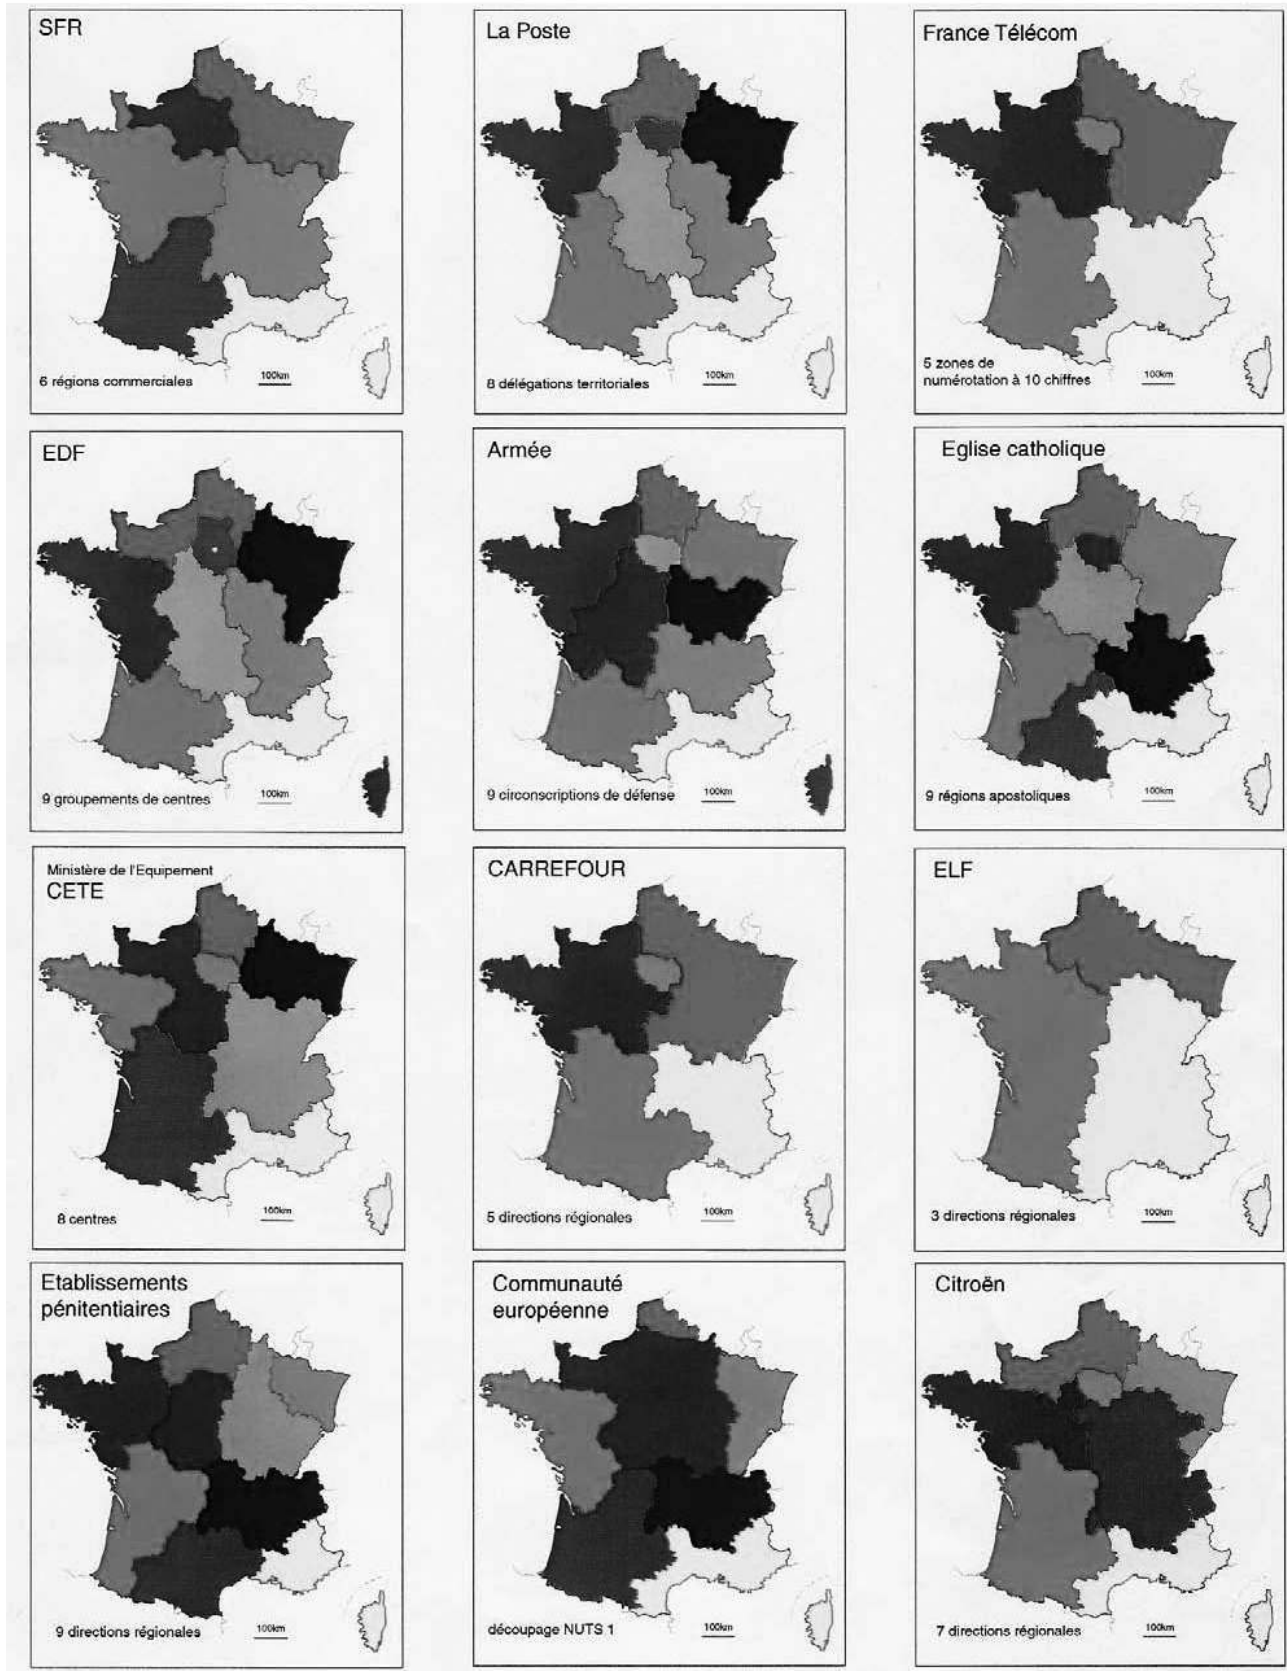 SFR
6 régions commerciales
100km
La Poste
8 délégations territoriales
100km
France Télécom
5 zones de
numérotation à 10 chiffres
100km
EDF
9 groupements de centres
100km
Armée
9 circonscriptions de défense
100km
Eglise catholique
9 régions apostoliques
100km
Ministère de l'Equipement
CETE
8 centres
100km
CARREFOUR
5 directions régionales
100km
ELF
3 directions régionales
100km
Etablissements
pénitentiaires
9 directions régionales
100km
Communauté
européenne
découpage NUTS 1
100km
Citroën
7 directions régionales
100km